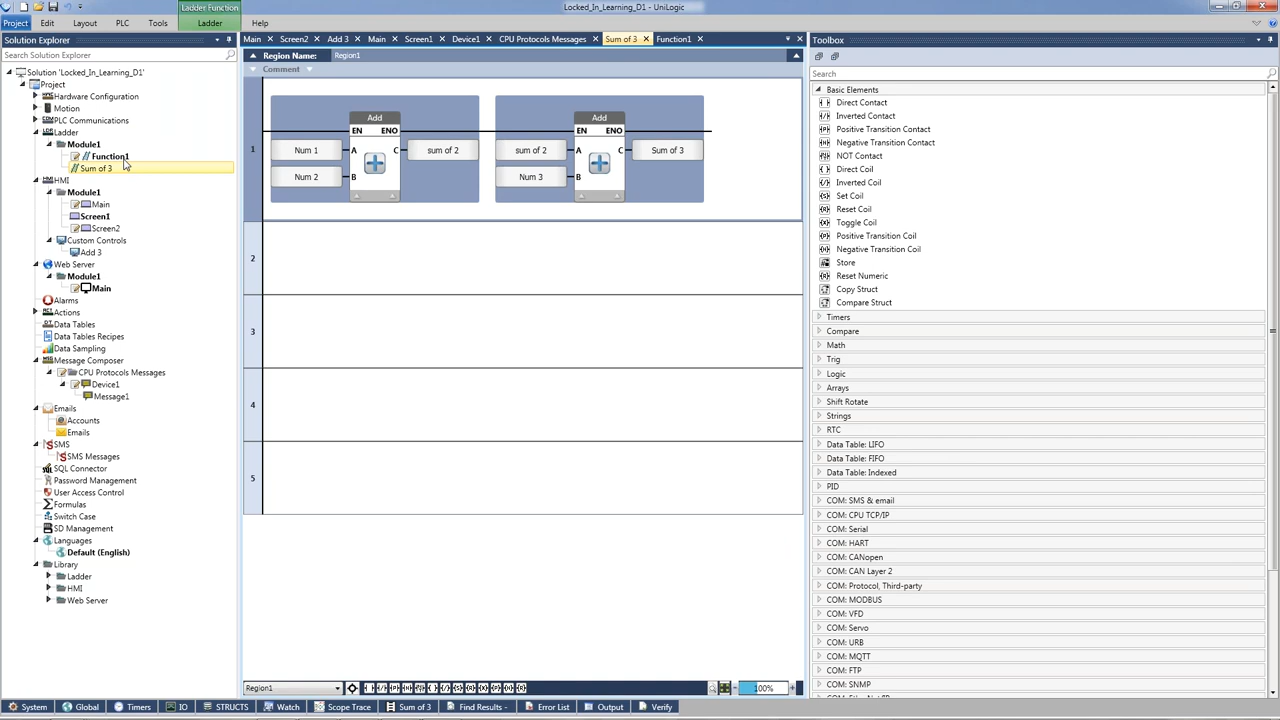 Ladder Function
Locked_In_Learning_D1 - UniLogic
Project Edit Layout PLC Tools Ladder Help
Solution Explorer
Search Solution Explorer
Solution 'Locked_In_Learning_D1'
Project
Hardware Configuration
Motion
PLC Communications
Ladder
Module1
Function1
Sum of 3
HMI
Module1
Main
Screen1
Screen2
Custom Controls
Add 3
Web Server
Module1
Main
Alarms
Actions
Data Tables
Data Tables Recipes
Data Sampling
Message Composer
CPU Protocols Messages
Device1
Message1
Emails
Accounts
Emails
SMS
SMS Messages
SQL Connector
Password Management
User Access Control
Formulas
Switch Case
SD Management
Languages
Default (English)
Library
Ladder
HMI
Web Server
Main Screen2 Add 3 Main Screen1 Device1 CPU Protocols Messages Sum of 3 Function1
Region Name: Region1
Comment
1
Add
EN ENO
Num 1 A C sum of 2
Num 2 B
Add
EN ENO
sum of 2 A C Sum of 3
Num 3 B
2
3
4
5
Region1
100%
Toolbox
Search
Basic Elements
Direct Contact
Inverted Contact
Positive Transition Contact
Negative Transition Contact
NOT Contact
Direct Coil
Inverted Coil
Set Coil
Reset Coil
Toggle Coil
Positive Transition Coil
Negative Transition Coil
Store
Reset Numeric
Copy Struct
Compare Struct
Timers
Compare
Math
Trig
Logic
Arrays
Shift Rotate
Strings
RTC
Data Table: LIFO
Data Table: FIFO
Data Table: Indexed
PID
COM: SMS & email
COM: CPU TCP/IP
COM: Serial
COM: HART
COM: CANopen
COM: CAN Layer 2
COM: Protocol, Third-party
COM: MODBUS
COM: VFD
COM: Servo
COM: URB
COM: MQTT
COM: FTP
COM: SNMP
System Global Timers IO STRUCTS Watch Scope Trace Sum of 3 Find Results - Error List Output Verify